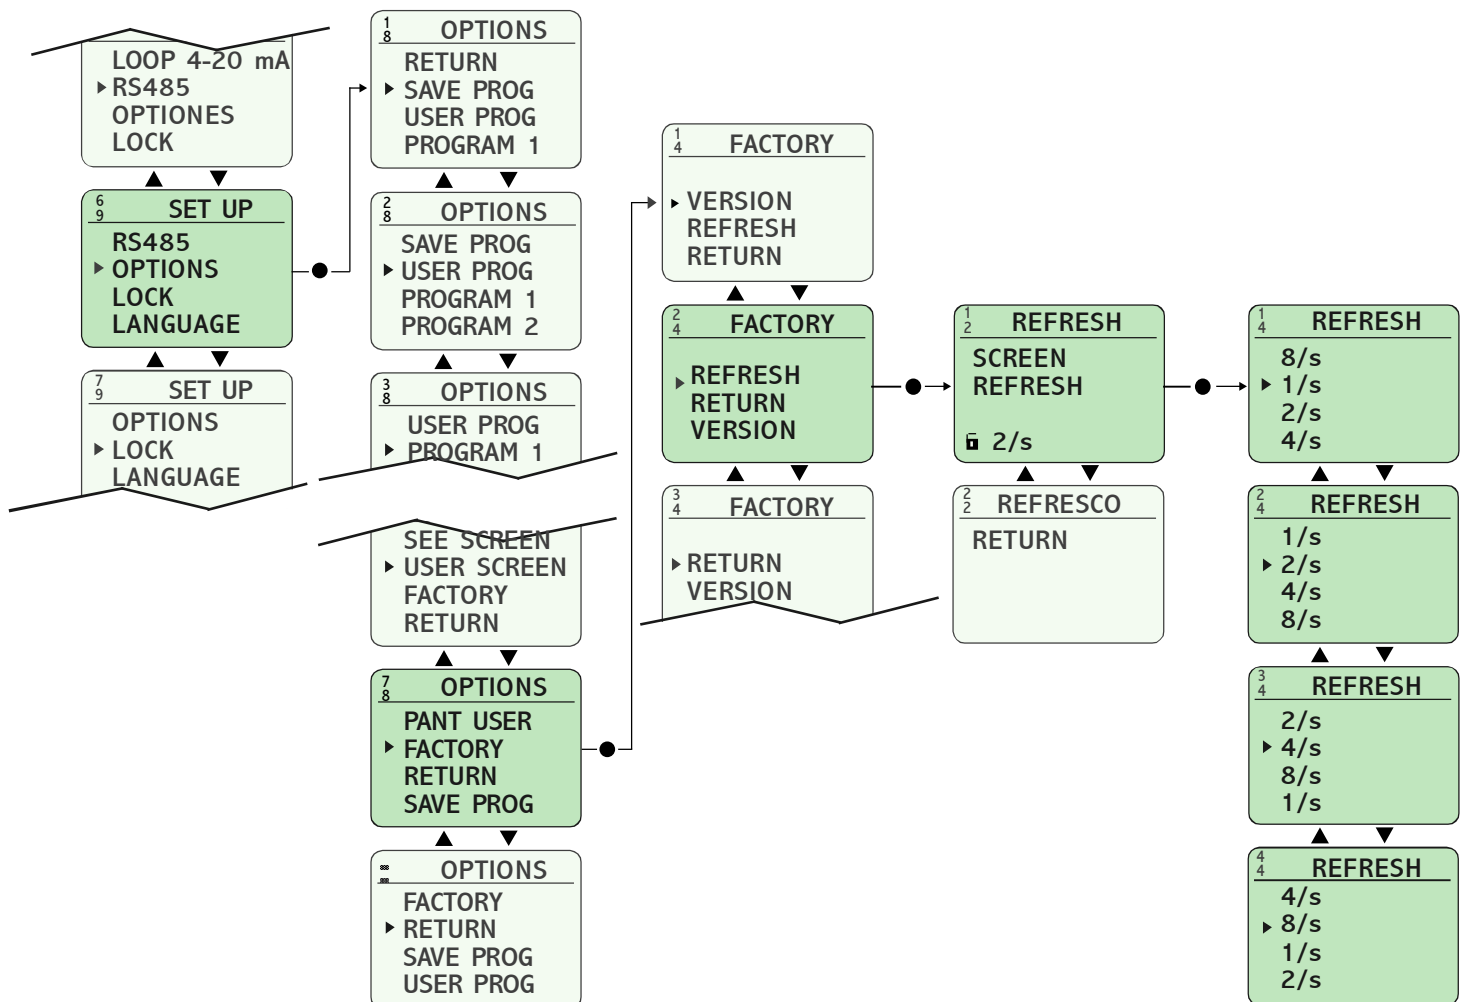 LOOP 4-20 mA
RS485
OPTIONES
LOCK
6
9
SET UP
RS485
OPTIONS
LOCK
LANGUAGE
7
9
SET UP
OPTIONS
LOCK
LANGUAGE
1
8
OPTIONS
RETURN
SAVE PROG
USER PROG
PROGRAM 1
2
8
OPTIONS
SAVE PROG
USER PROG
PROGRAM 1
PROGRAM 2
3
8
OPTIONS
USER PROG
PROGRAM 1
SEE SCREEN
USER SCREEN
FACTORY
RETURN
7
8
OPTIONS
PANT USER
FACTORY
RETURN
SAVE PROG
OPTIONS
FACTORY
RETURN
SAVE PROG
USER PROG
1
4
FACTORY
VERSION
REFRESH
RETURN
2
4
FACTORY
REFRESH
RETURN
VERSION
3
4
FACTORY
RETURN
VERSION
1
2
REFRESH
SCREEN
REFRESH
2/s
2
2
REFRESCO
RETURN
1
4
REFRESH
8/s
1/s
2/s
4/s
2
4
REFRESH
1/s
2/s
4/s
8/s
3
4
REFRESH
2/s
4/s
8/s
1/s
4
4
REFRESH
4/s
8/s
1/s
2/s